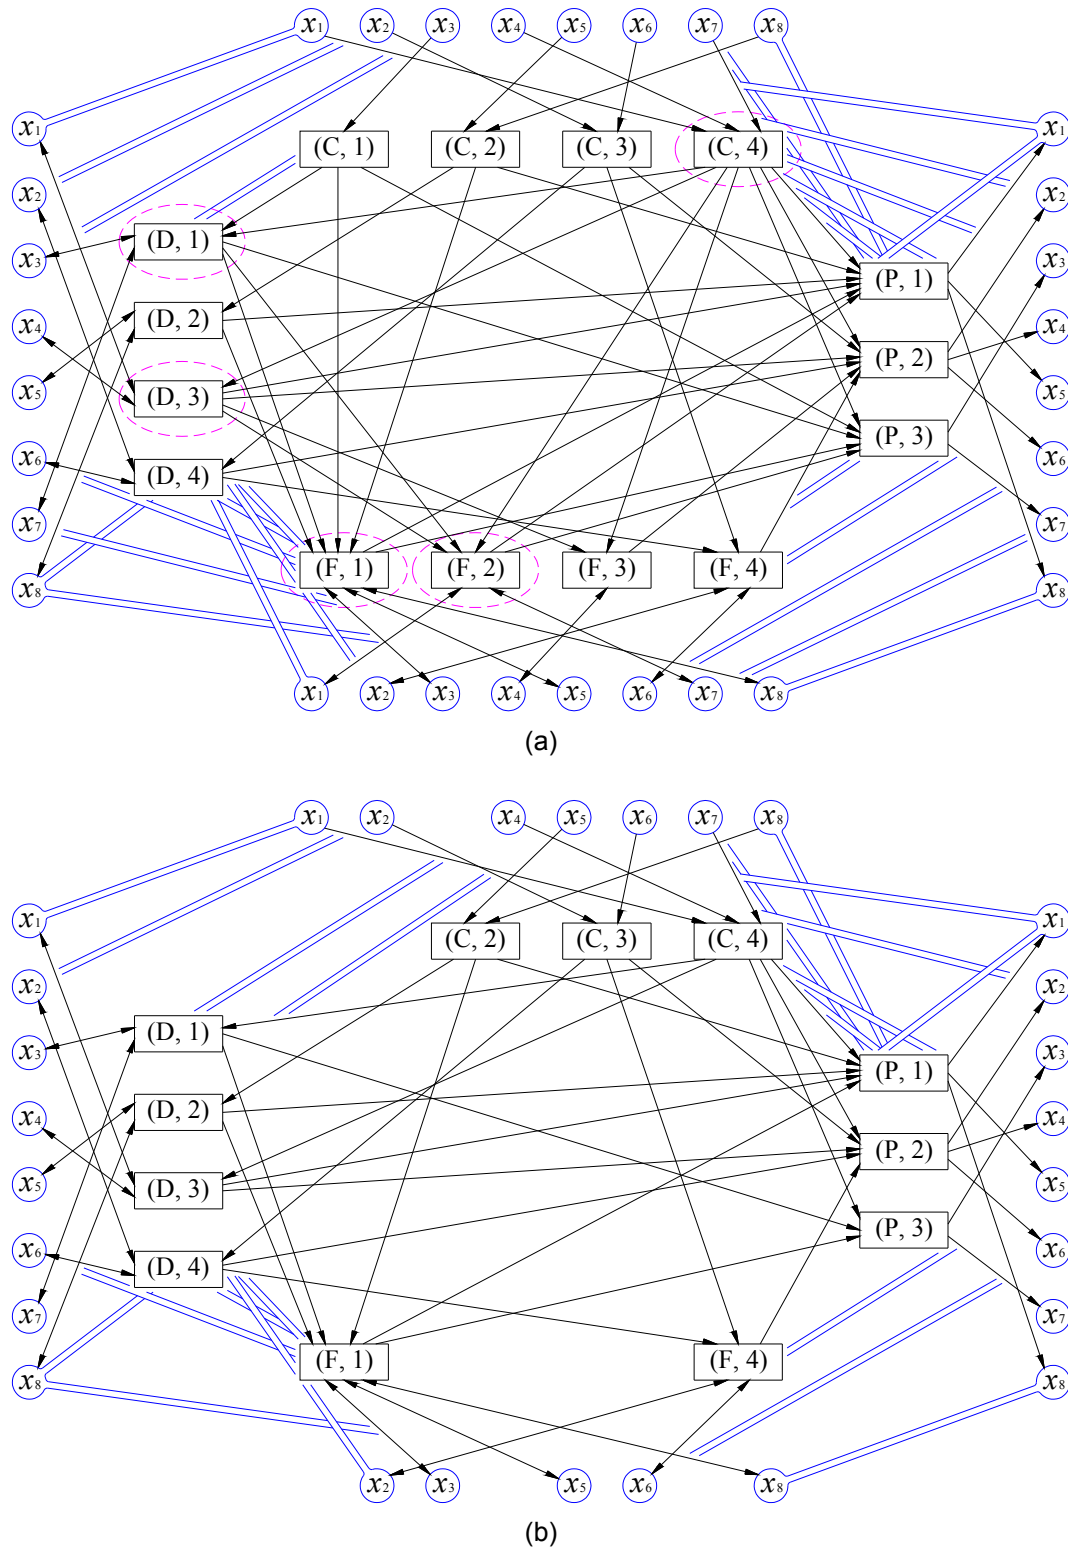 x1 x2 x3 x4 x5 x6 x7 x8
x1 x1
(C, 1) (C, 2) (C, 3) (C, 4)
x2 x2
(D, 1)
x3 x3
(P, 1)
(D, 2)
x4 x4
(P, 2)
x5 (D, 3) x5
(P, 3)
x6 x6
(D, 4)
x7 x7
(F, 1) (F, 2) (F, 3) (F, 4)
x8 x8
x1 x2 x3 x4 x5 x6 x7 x8
(a)
x1 x2 x4 x5 x6 x7 x8
x1 x1
(C, 2) (C, 3) (C, 4)
x2 x2
(D, 1)
x3 x3
(P, 1)
(D, 2)
x4 x4
(P, 2)
x5 (D, 3) x5
(P, 3)
x6 x6
(D, 4)
x7 x7
(F, 1) (F, 4)
x8 x8
x2 x3 x5 x6 x8
(b)